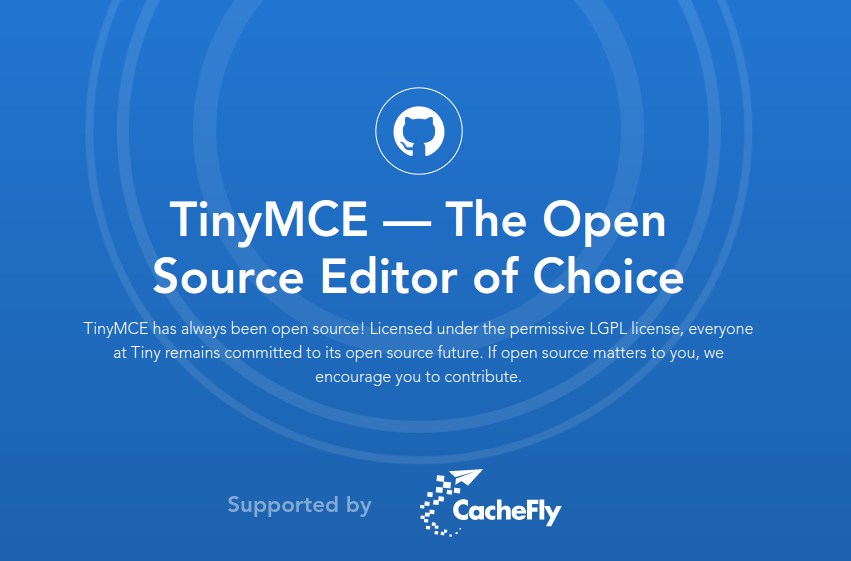 TinyMCE — The Open
Source Editor of Choice
TinyMCE has always been open source! Licensed under the permissive LGPL license, everyone
at Tiny remains committed to its open source future. If open source matters to you, we
encourage you to contribute.
Supported by
CacheFly